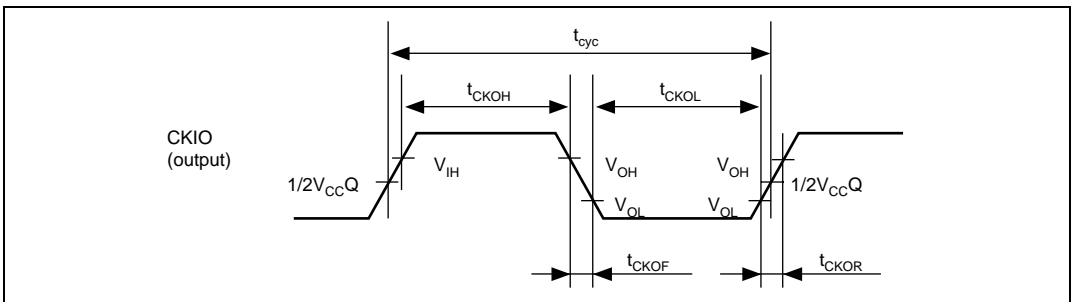 tcyc
tCKOH
tCKOL
CKIO
(output)
1/2VCCQ
VIH
VOH
VOL
VOH
VOL
1/2VCCQ
tCKOF
tCKOR